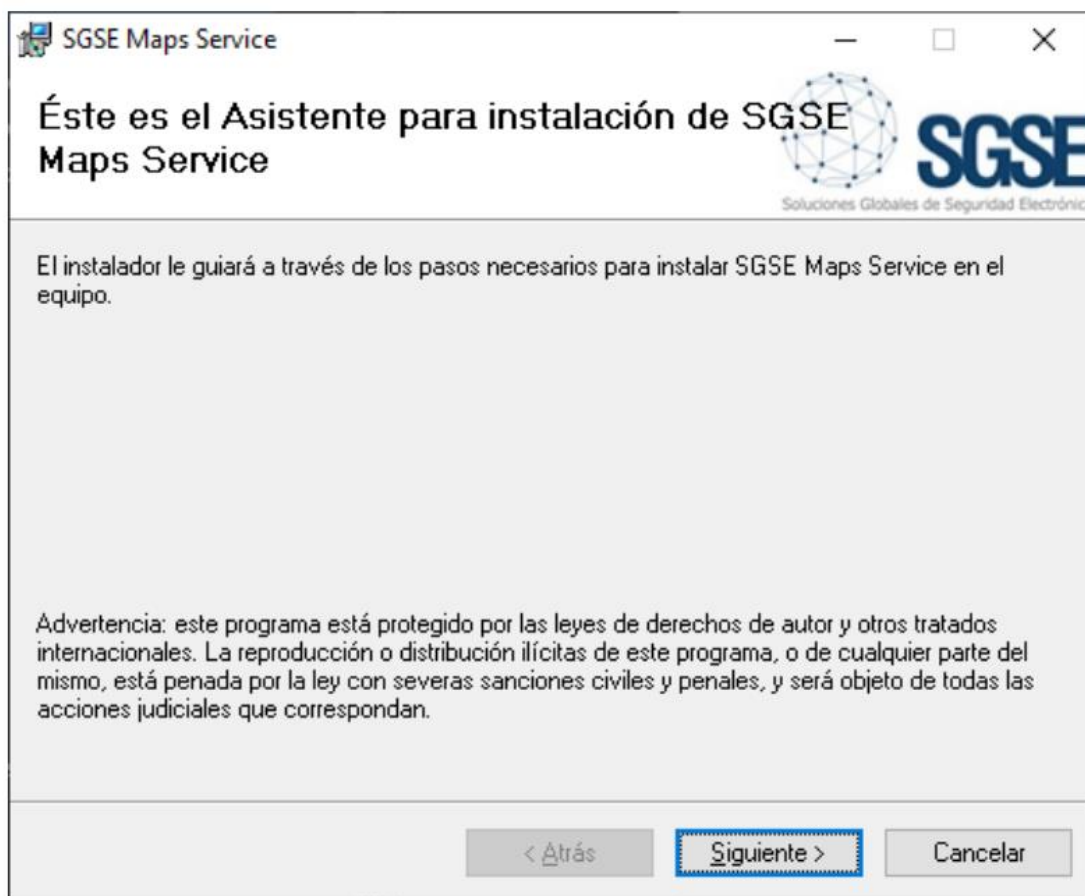 SGSE Maps Service
Éste es el Asistente para instalación de SGSE
Maps Service
SGSE
Soluciones Globales de Seguridad Electrónic
El instalador le guiará a través de los pasos necesarios para instalar SGSE Maps Service en el
equipo.
Advertencia: este programa está protegido por las leyes de derechos de autor y otros tratados
internacionales. La reproducción o distribución ilícitas de este programa, o de cualquier parte del
mismo, está penada por la ley con severas sanciones civiles y penales, y será objeto de todas las
acciones judiciales que correspondan.
< Atrás
Siguiente >
Cancelar